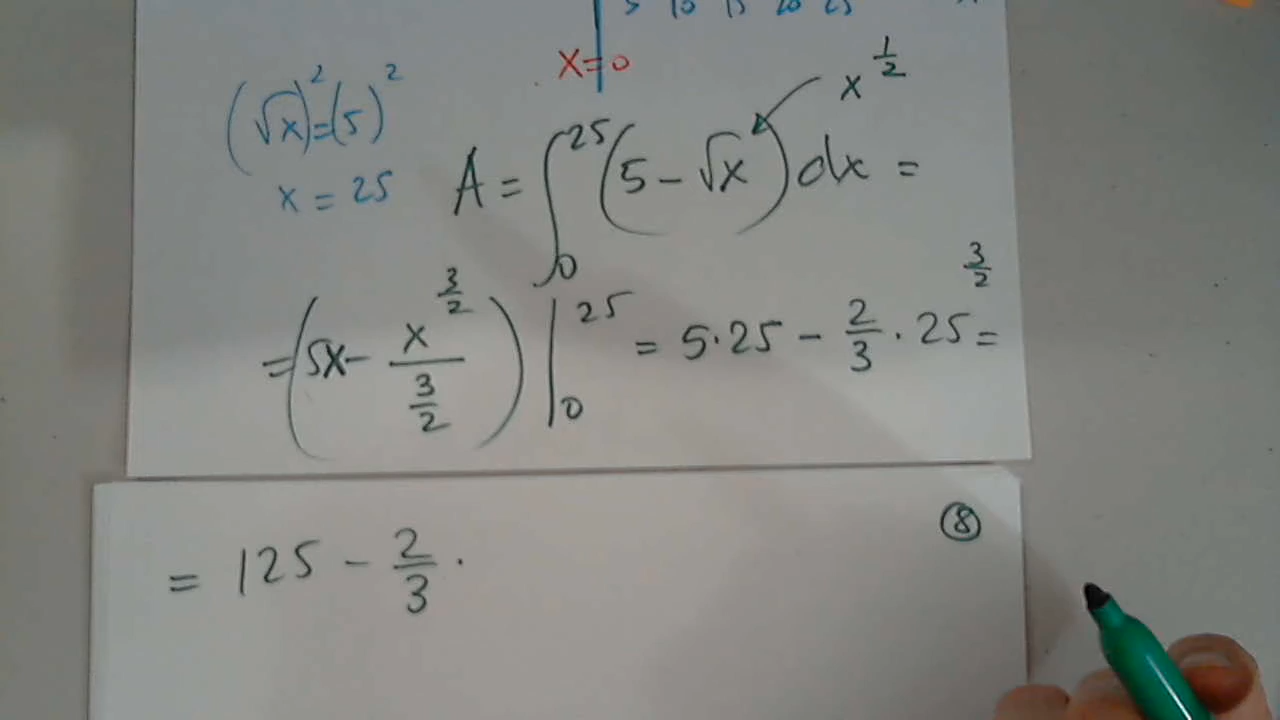 5 10 15 20 25
x=0
(√x)²=(5)²
x = 25
x^(1/2)
A = ∫₀²⁵ (5-√x) dx =
= (5x - x^(3/2) / (3/2)) |₀²⁵ = 5·25 - 2/3 · 25^(3/2) =
8
= 125 - 2/3 ·